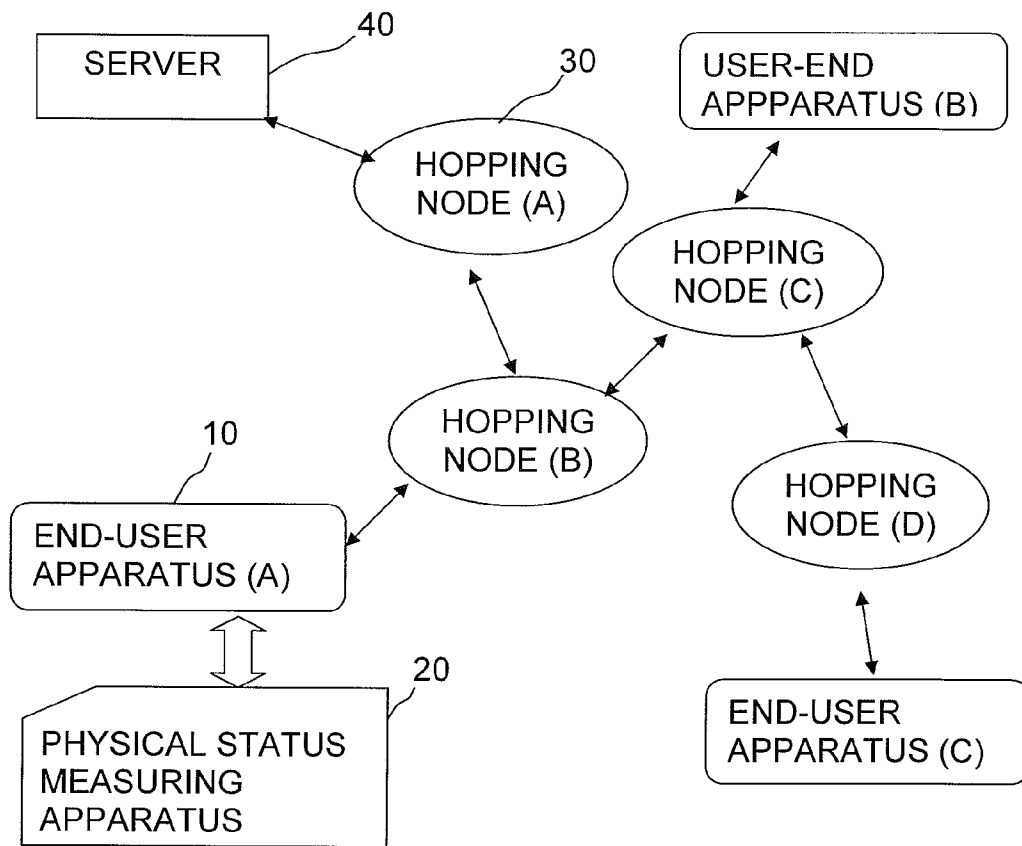 40
SERVER
30
USER-END
APPPARATUS (B)
HOPPING
NODE (A)
HOPPING
NODE (C)
HOPPING
NODE (B)
10
HOPPING
NODE (D)
END-USER
APPARATUS (A)
20
END-USER
APPARATUS (C)
PHYSICAL STATUS
MEASURING
APPARATUS